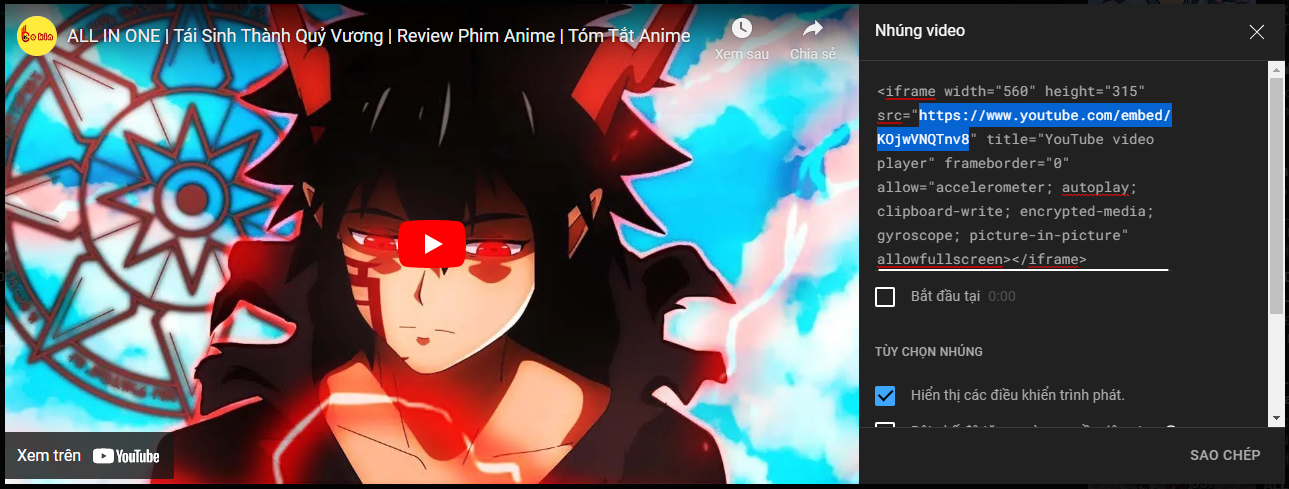 ALL IN ONE | Tái Sinh Thành Quỷ Vương | Review Phim Anime | Tóm Tắt Anime
Xem sau
Chia sẻ
Xem trên YouTube
Nhúng video
<iframe width="560" height="315"
src="https://www.youtube.com/embed/
KOjwVNQTnv8" title="YouTube video
player" frameborder="0"
allow="accelerometer; autoplay;
clipboard-write; encrypted-media;
gyroscope; picture-in-picture"
allowfullscreen></iframe>
Bắt đầu tại 0:00
TÙY CHỌN NHÚNG
Hiển thị các điều khiển trình phát.
SAO CHÉP